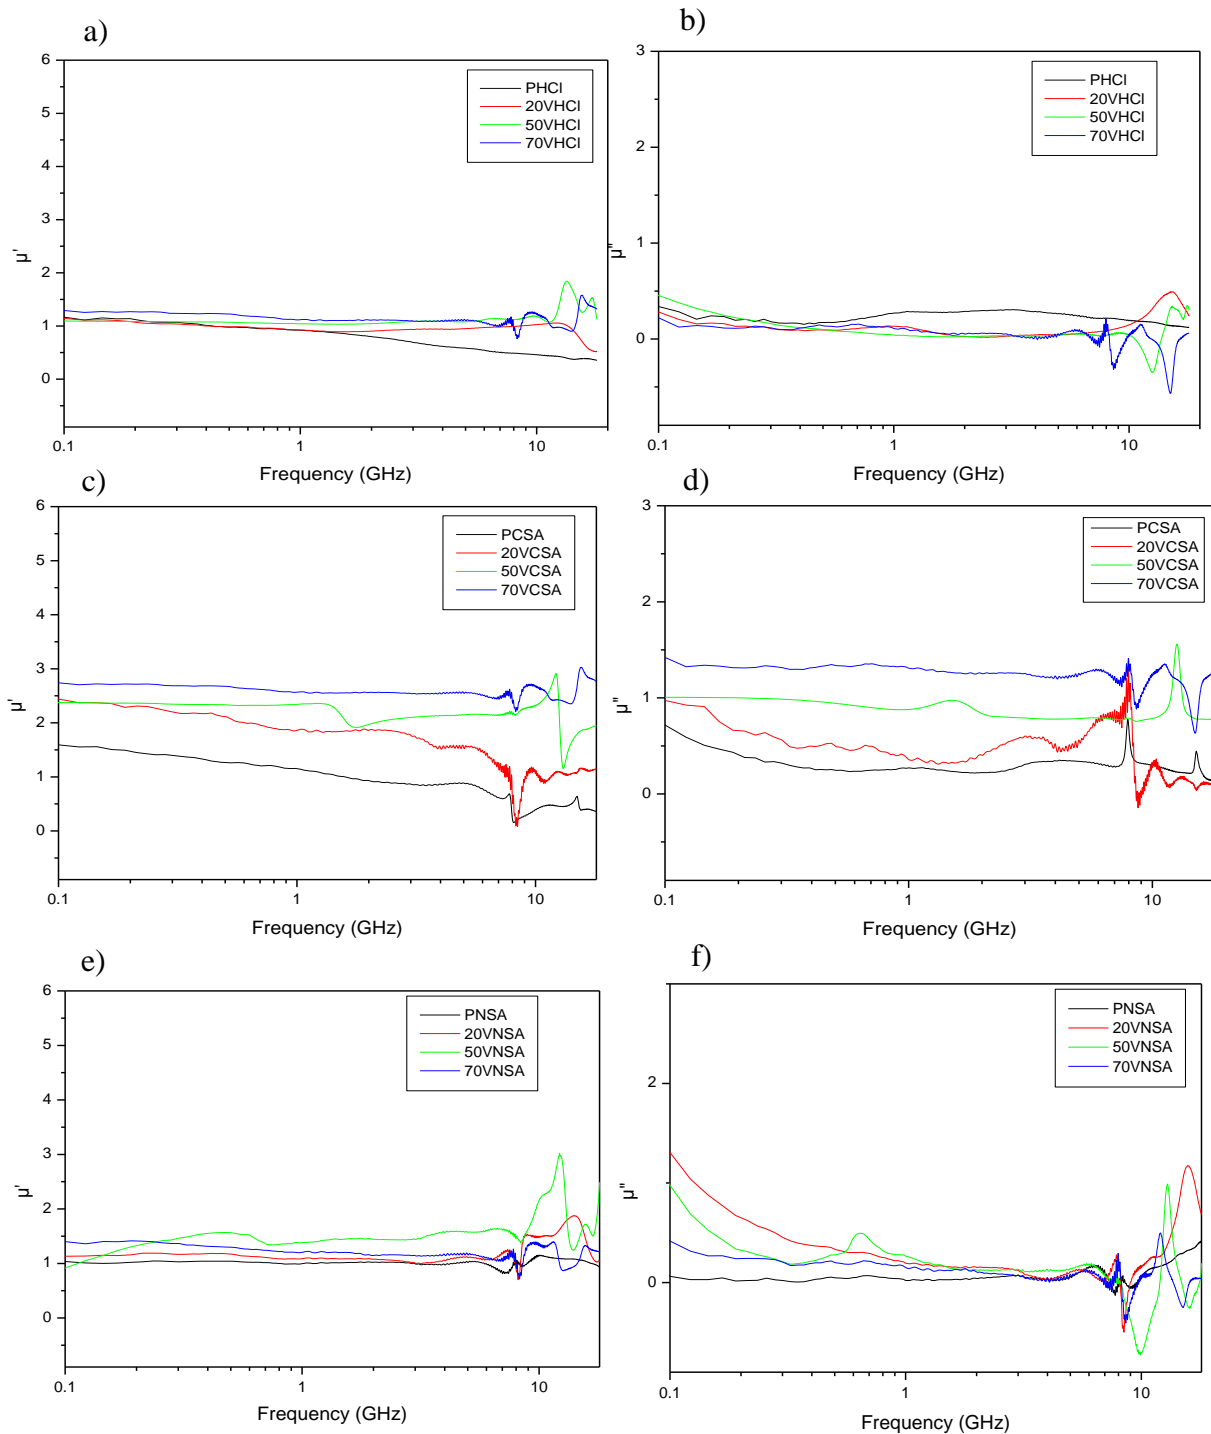 a)
6
5
4
3
2
1
0
μ'
PHCl
20VHCl
50VHCl
70VHCl
0.1
1
10
Frequency (GHz)
b)
3
2
1
0
μ"
PHCl
20VHCl
50VHCl
70VHCl
0.1
1
10
Frequency (GHz)
c)
6
5
4
3
2
1
0
μ'
PCSA
20VCSA
50VCSA
70VCSA
0.1
1
10
Frequency (GHz)
d)
3
2
1
0
μ"
PCSA
20VCSA
50VCSA
70VCSA
0.1
1
10
Frequency (GHz)
e)
6
5
4
3
2
1
0
μ'
PNSA
20VNSA
50VNSA
70VNSA
0.1
1
10
Frequency (GHz)
f)
2
0
μ"
PNSA
20VNSA
50VNSA
70VNSA
0.1
1
10
Frequency (GHz)